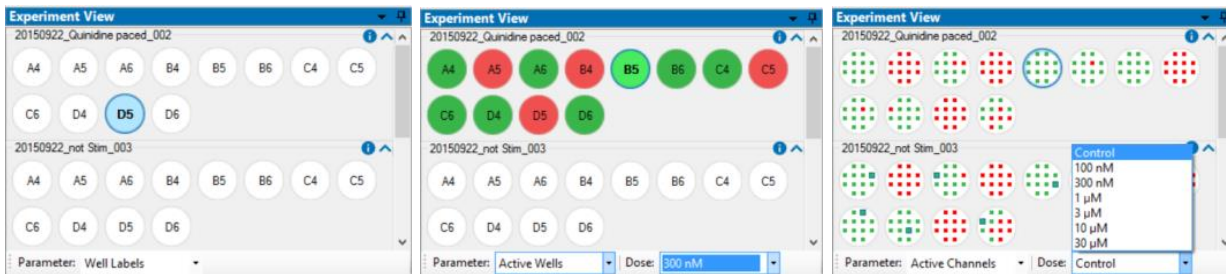 Experiment View
20150922_Quinidine paced_002
A4 A5 A6 B4 B5 B6 C4 C5
C6 D4 D5 D6
20150922_not Stim_003
A4 A5 A6 B4 B5 B6 C4 C5
C6 D4 D5 D6
Parameter: Well Labels
Experiment View
20150922_Quinidine paced_002
A4 A5 A6 B4 B5 B6 C4 C5
C6 D4 D5 D6
20150922_not Stim_003
A4 A5 A6 B4 B5 B6 C4 C5
C6 D4 D5 D6
Parameter: Active Wells Dose: 300 nM
Experiment View
20150922_Quinidine paced_002
20150922_not Stim_003
Control
100 nM
300 nM
1 µM
3 µM
10 µM
30 µM
Parameter: Active Channels Dose: Control